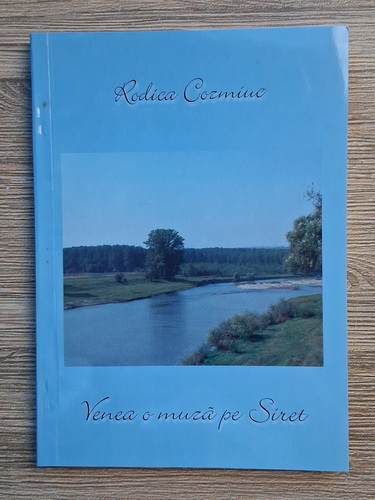 Rodica Cozmiuc
Venea o muză pe Siret